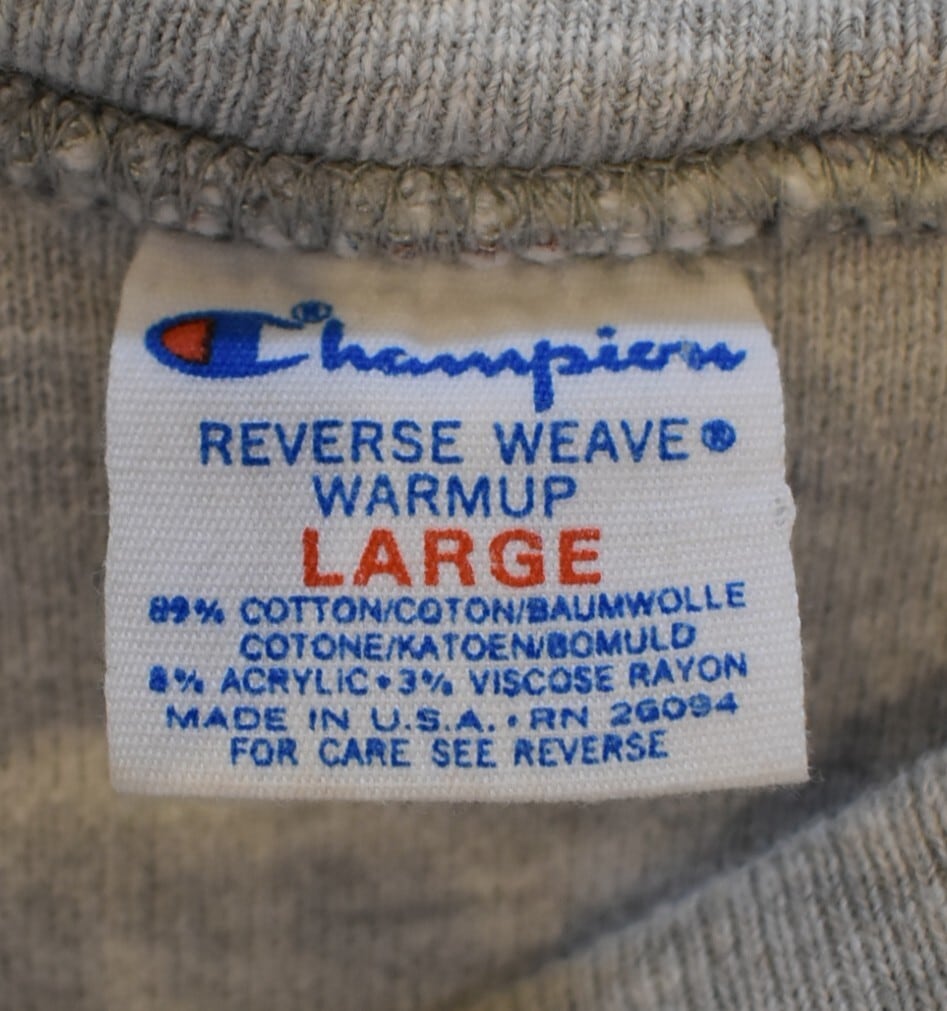 Champion®
REVERSE WEAVE®
WARMUP
LARGE
89% COTTON/COTON/BAUMWOLLE
COTONE/KATOEN/BOMULD
8% ACRYLIC•3% VISCOSE RAYON
MADE IN U.S.A. • RN 26094
FOR CARE SEE REVERSE